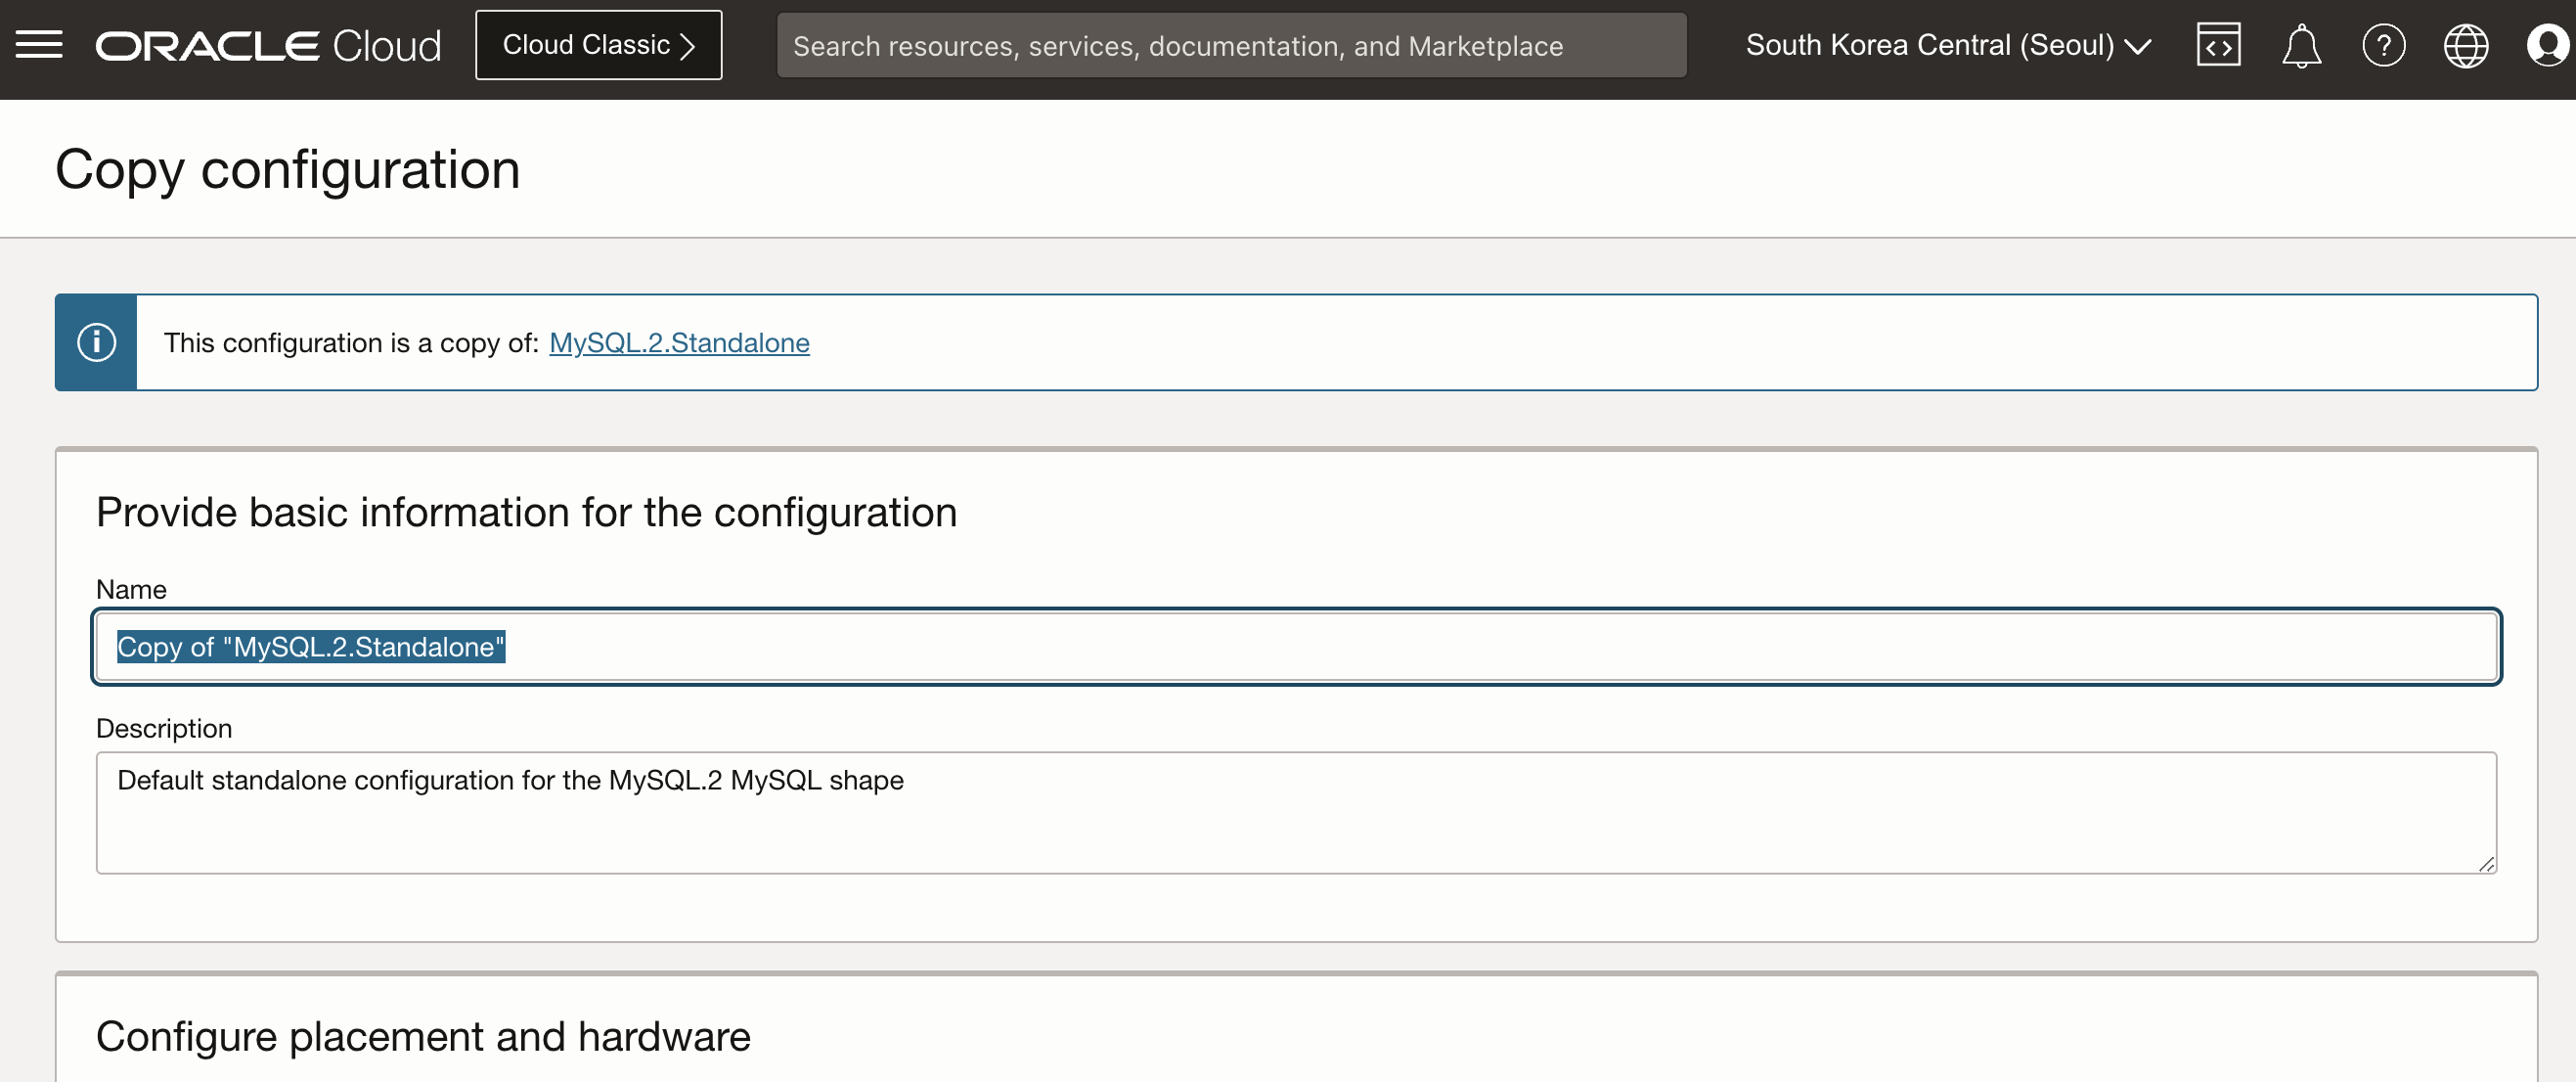 ORACLE Cloud
Cloud Classic
Search resources, services, documentation, and Marketplace
South Korea Central (Seoul)
Copy configuration
This configuration is a copy of: MySQL.2.Standalone
Provide basic information for the configuration
Name
Copy of "MySQL.2.Standalone"
Description
Default standalone configuration for the MySQL.2 MySQL shape
Configure placement and hardware